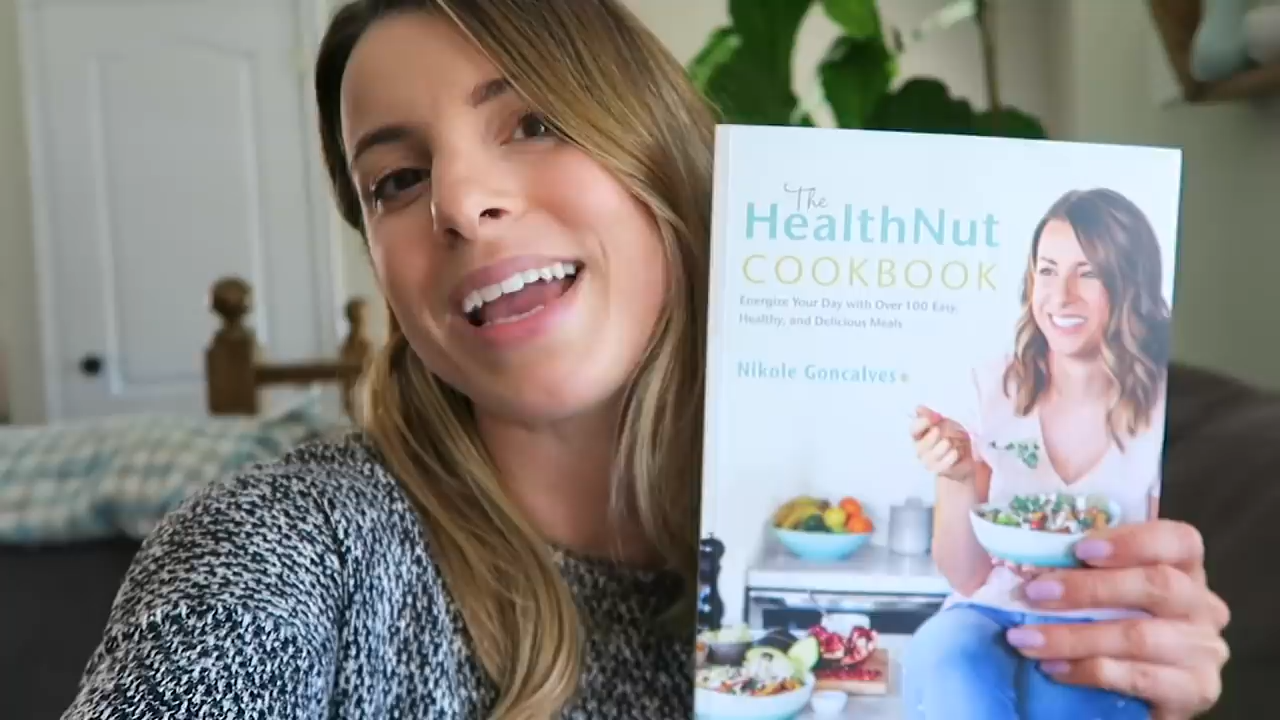 The
HealthNut
COOKBOOK
Energize Your Day with Over 100 Easy,
Healthy, and Delicious Meals
Nikole Goncalves